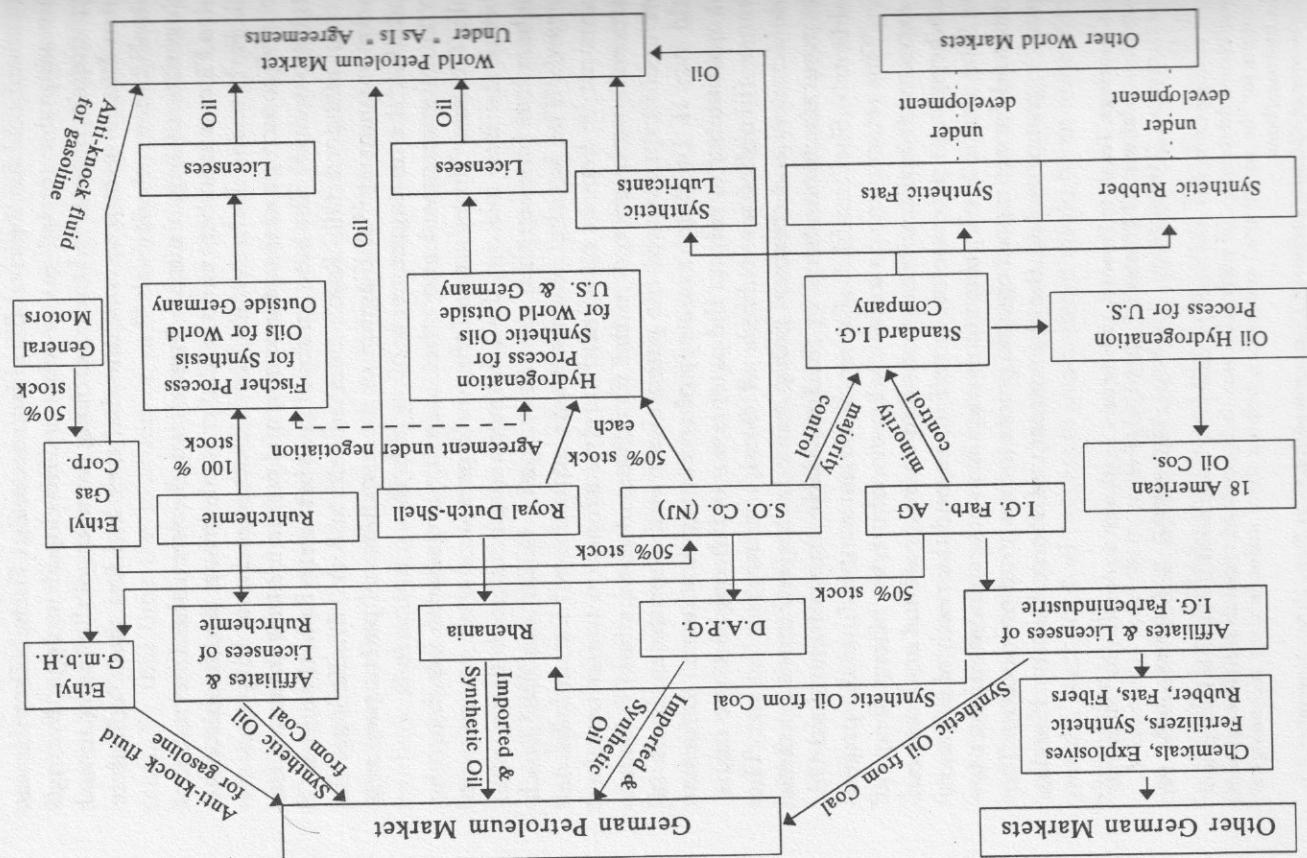 Other German Markets
German Petroleum Market
Chemicals, Explosives
Fertilizers, Synthetic
Rubber, Fats, Fibers
Synthetic Oil from Coal
Synthetic Oil from Coal
Imported &
Synthetic
Oil
Imported &
Synthetic Oil
Synthetic Oil
from Coal
Anti-knock fluid
for gasoline
Affiliates & Licensees of
I.G. Farbenindustrie
D.A.P.G.
Rhenania
Affiliates &
Licensees of
Ruhrchemie
Ethyl
G.m.b.H.
50% stock
50% stock
18 American
Oil Cos.
I.G. Farb. AG
S.O. Co. (NJ)
Royal Dutch-Shell
Ruhrchemie
Ethyl
Gas
Corp.
minority
control
majority
control
50% stock
each
Agreement under negotiation
100 %
stock
50%
stock
Oil Hydrogenation
Process for U.S.
Standard I.G.
Company
Hydrogenation
Process for
Synthetic Oils
for World Outside
U.S. & Germany
Fischer Process
for Synthesis
Oils for World
Outside Germany
General
Motors
Synthetic Rubber
Synthetic Fats
Synthetic
Lubricants
Licensees
Oil
Licensees
Anti-knock fluid
for gasoline
under
development
under
development
Oil
Oil
Oil
Other World Markets
World Petroleum Market
Under "As Is" Agreements